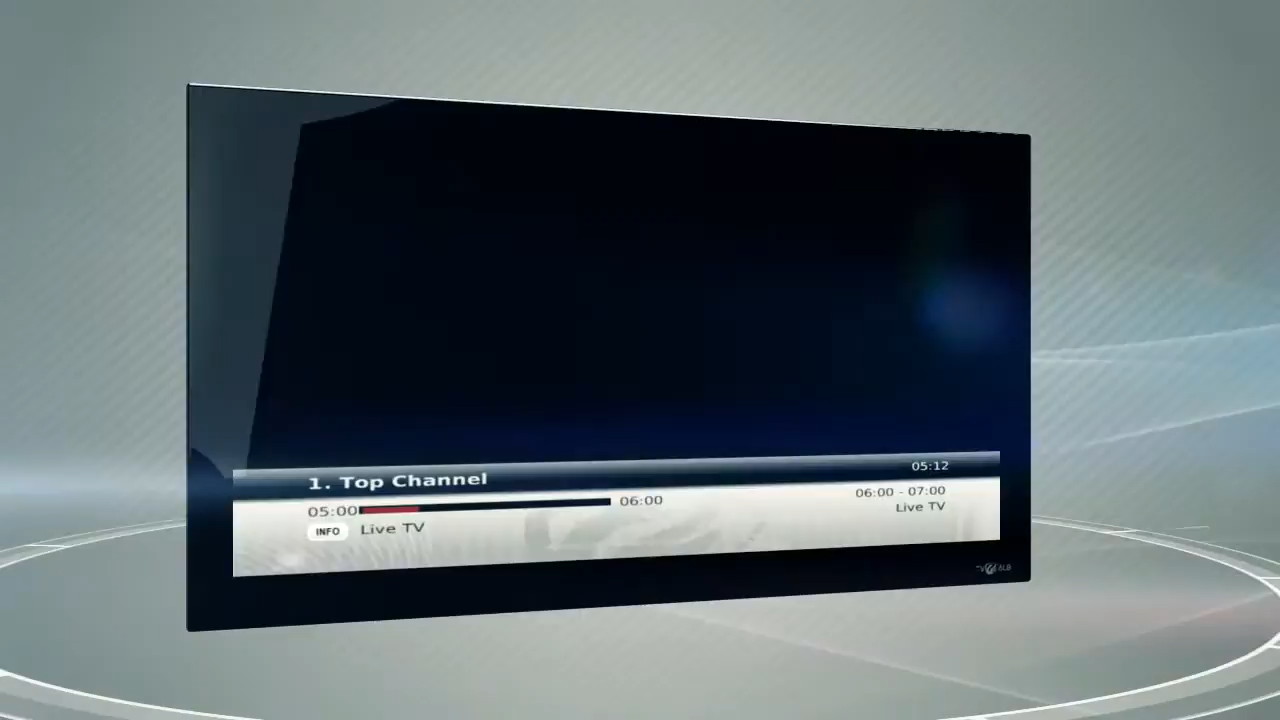 1. Top Channel
05:12
05:00
06:00
06:00 - 07:00
INFO
Live TV
Live TV